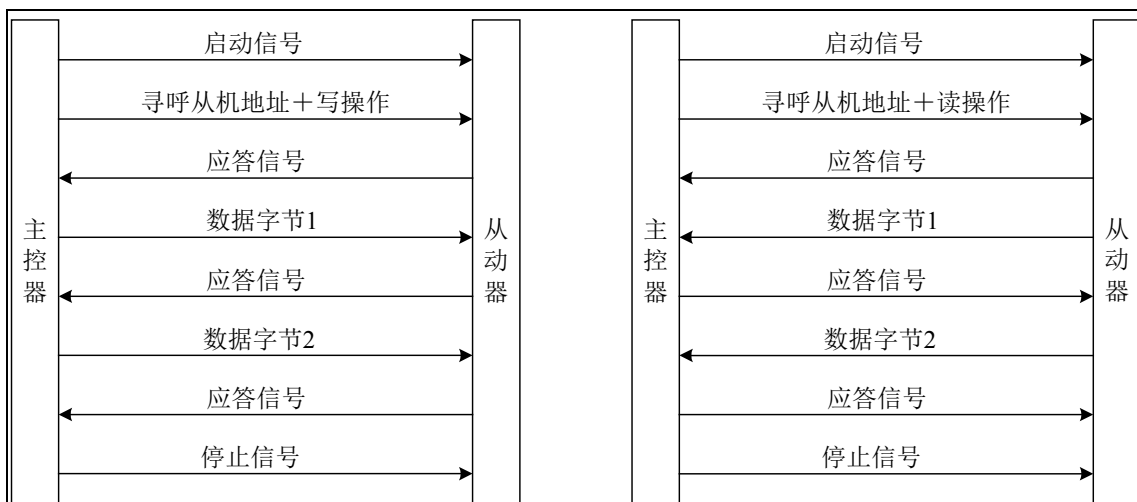 启动信号
寻呼从机地址＋写操作
应答信号
数据字节1
应答信号
数据字节2
应答信号
停止信号
主控器
从动器
启动信号
寻呼从机地址＋读操作
应答信号
数据字节1
应答信号
数据字节2
应答信号
停止信号
主控器
从动器